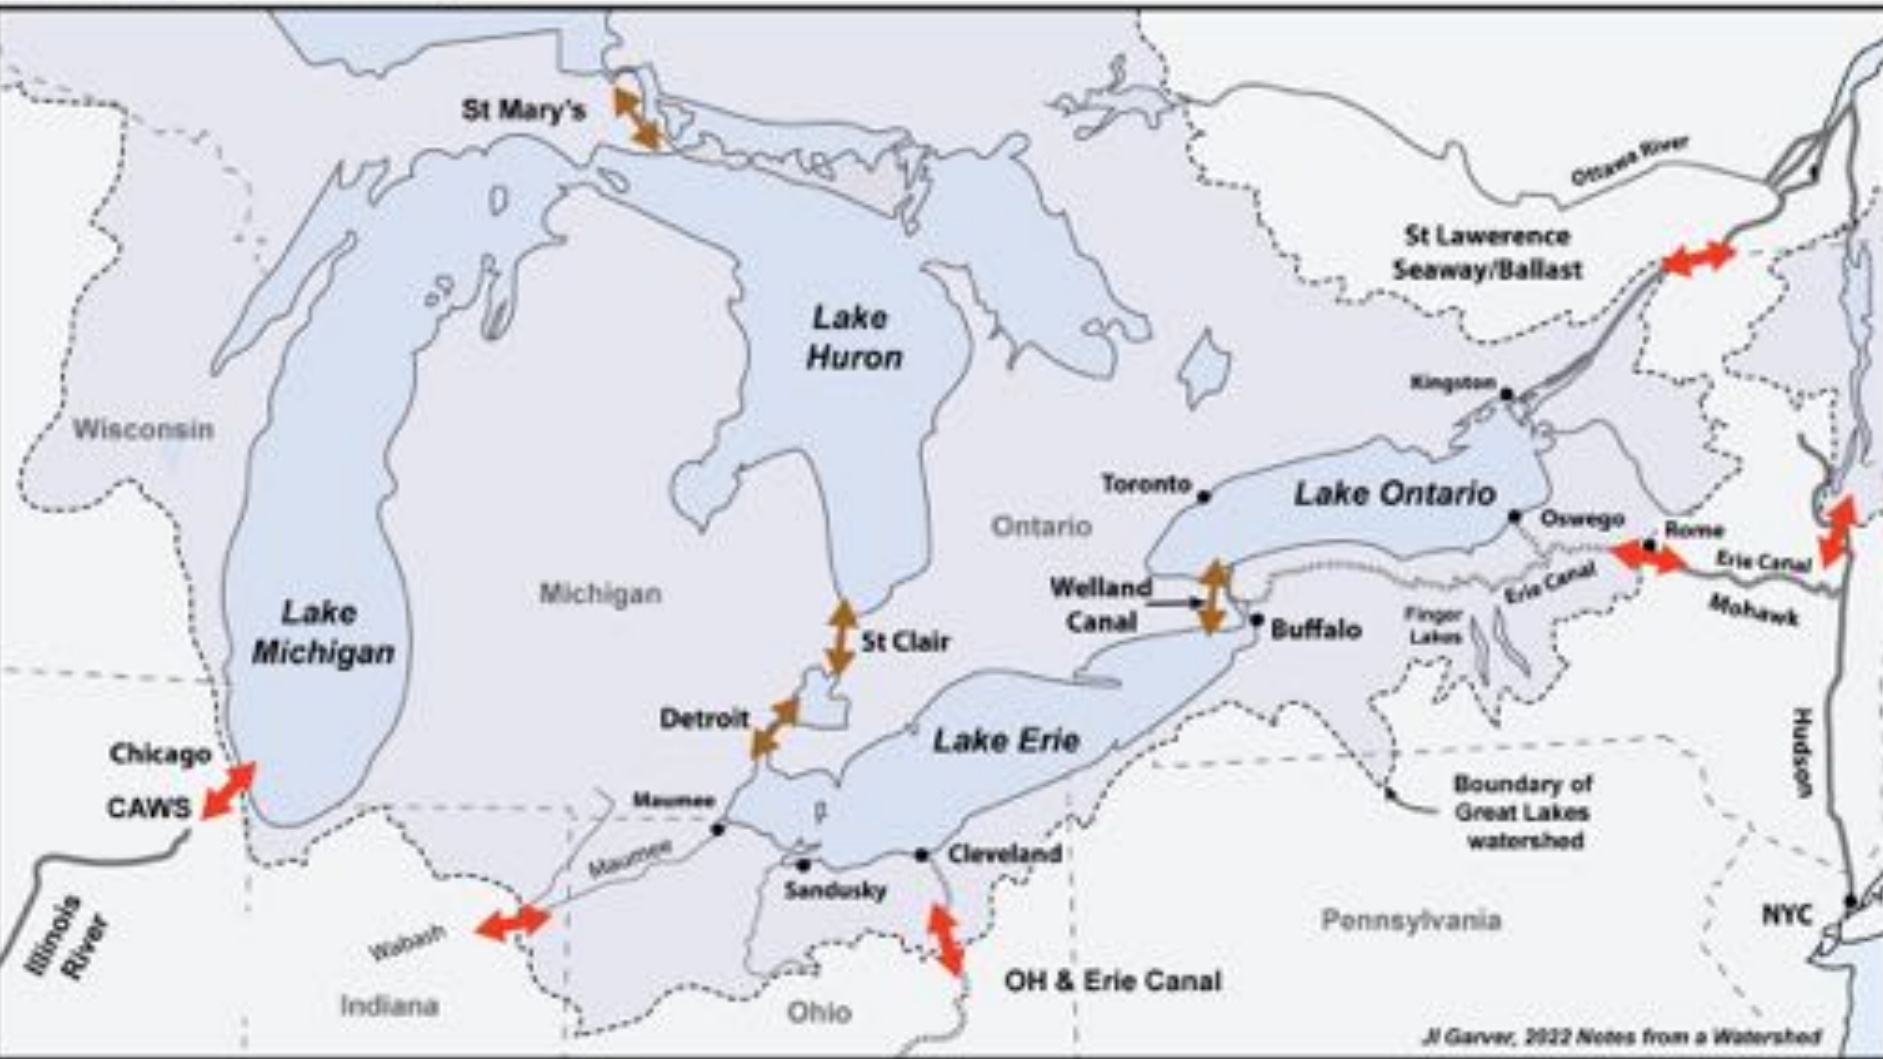 St Mary's
Ottawa River
St Lawerence
Seaway/Ballast
Lake
Huron
Kingston
Wisconsin
Toronto
Lake Ontario
Ontario
Oswego
Rome
Erie Canal
Erie Canal
Mohawk
Michigan
Welland
Canal
Buffalo
Finger
Lakes
Lake
Michigan
St Clair
Detroit
Lake Erie
Hudson
Chicago
CAWS
Maumee
Maumee
Boundary of
Great Lakes
watershed
Cleveland
Sandusky
Illinois
River
Wabash
Pennsylvania
NYC
OH & Erie Canal
Indiana
Ohio
JI Garver, 2022 Notes from a Watershed